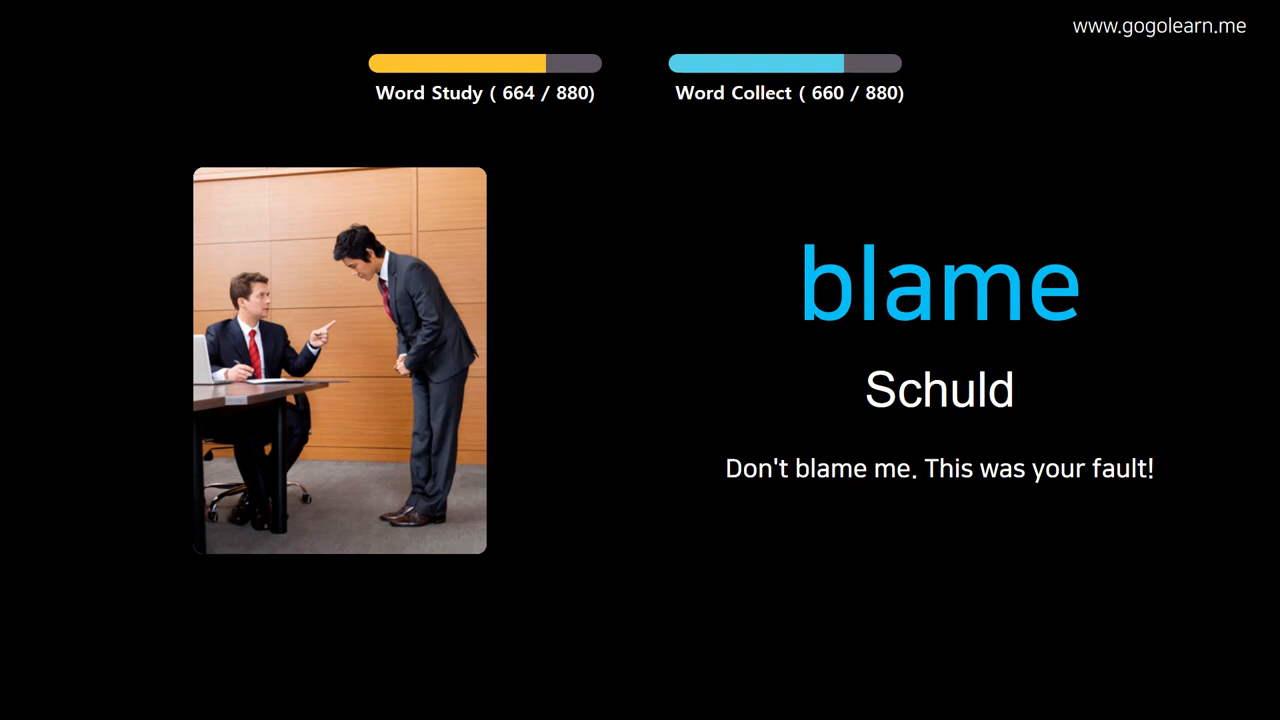 www.gogolearn.me
Word Study ( 664 / 880)
Word Collect ( 660 / 880)
blame
Schuld
Don't blame me. This was your fault!